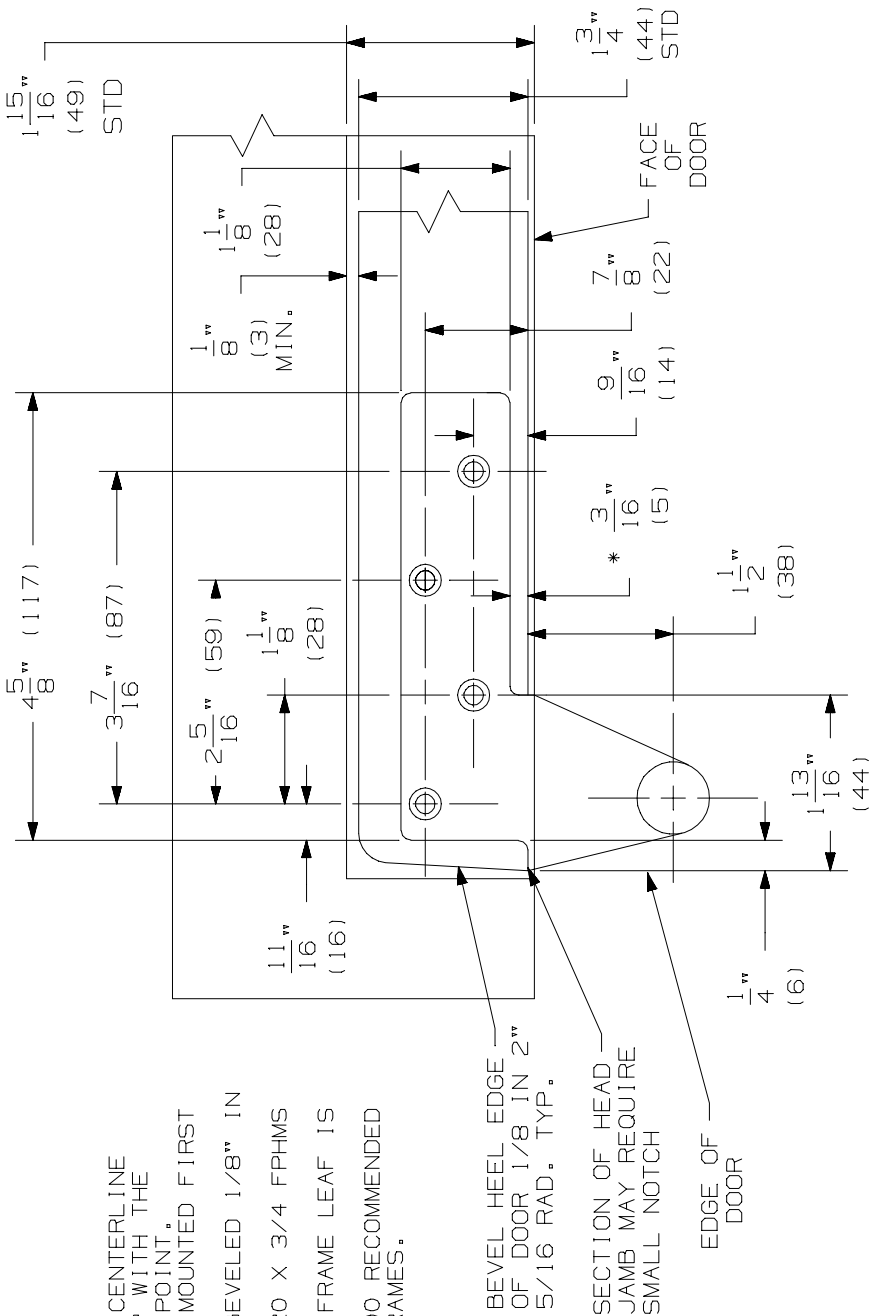 1 15/16"
(49)
STD
1 3/4"
(44)
STD
1 1/8"
(28)
1/8"
(3)
MIN.
FACE
OF
DOOR
7/8"
(22)
9/16"
(14)
* 3/16"
(5)
1 1/2"
(38)
4 5/8" (117)
3 7/16" (87)
2 5/16" (59)
1 1/8"
(28)
11/16"
(16)
1 13/16"
(44)
1/4"
(6)
CENTERLINE
WITH THE
POINT.
MOUNTED FIRST
BEVELED 1/8" IN
X 3/4 FPHMS
FRAME LEAF IS
RECOMMENDED
BEVEL HEEL EDGE
OF DOOR 1/8 IN 2"
5/16 RAD. TYP.
SECTION OF HEAD
JAMB MAY REQUIRE
SMALL NOTCH
EDGE OF
DOOR